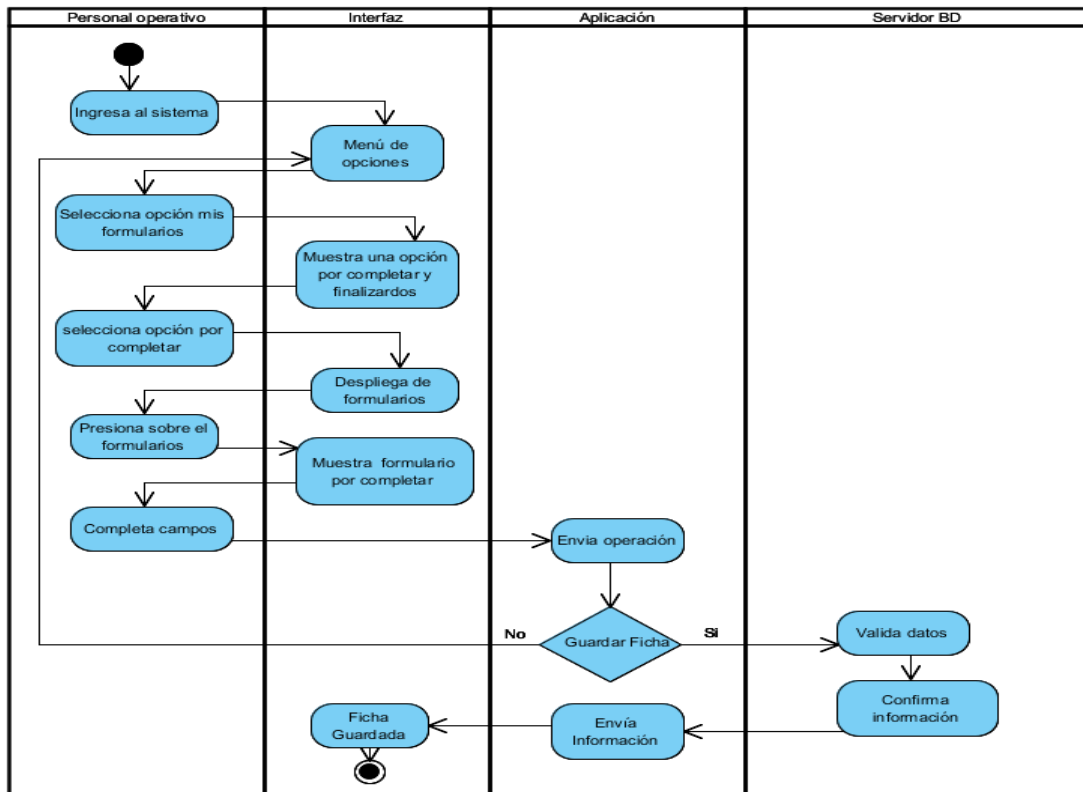 Personal operativo
Interfaz
Aplicación
Servidor BD
Ingresa al sistema
Menú de
opciones
Selecciona opción mis
formularios
Muestra una opción
por completar y
finalizardos
selecciona opción por
completar
Despliega de
formularios
Presiona sobre el
formularios
Muestra formulario
por completar
Completa campos
Envia operación
No
Guardar Ficha
Si
Valida datos
Confirma
información
Envía
Información
Ficha
Guardada